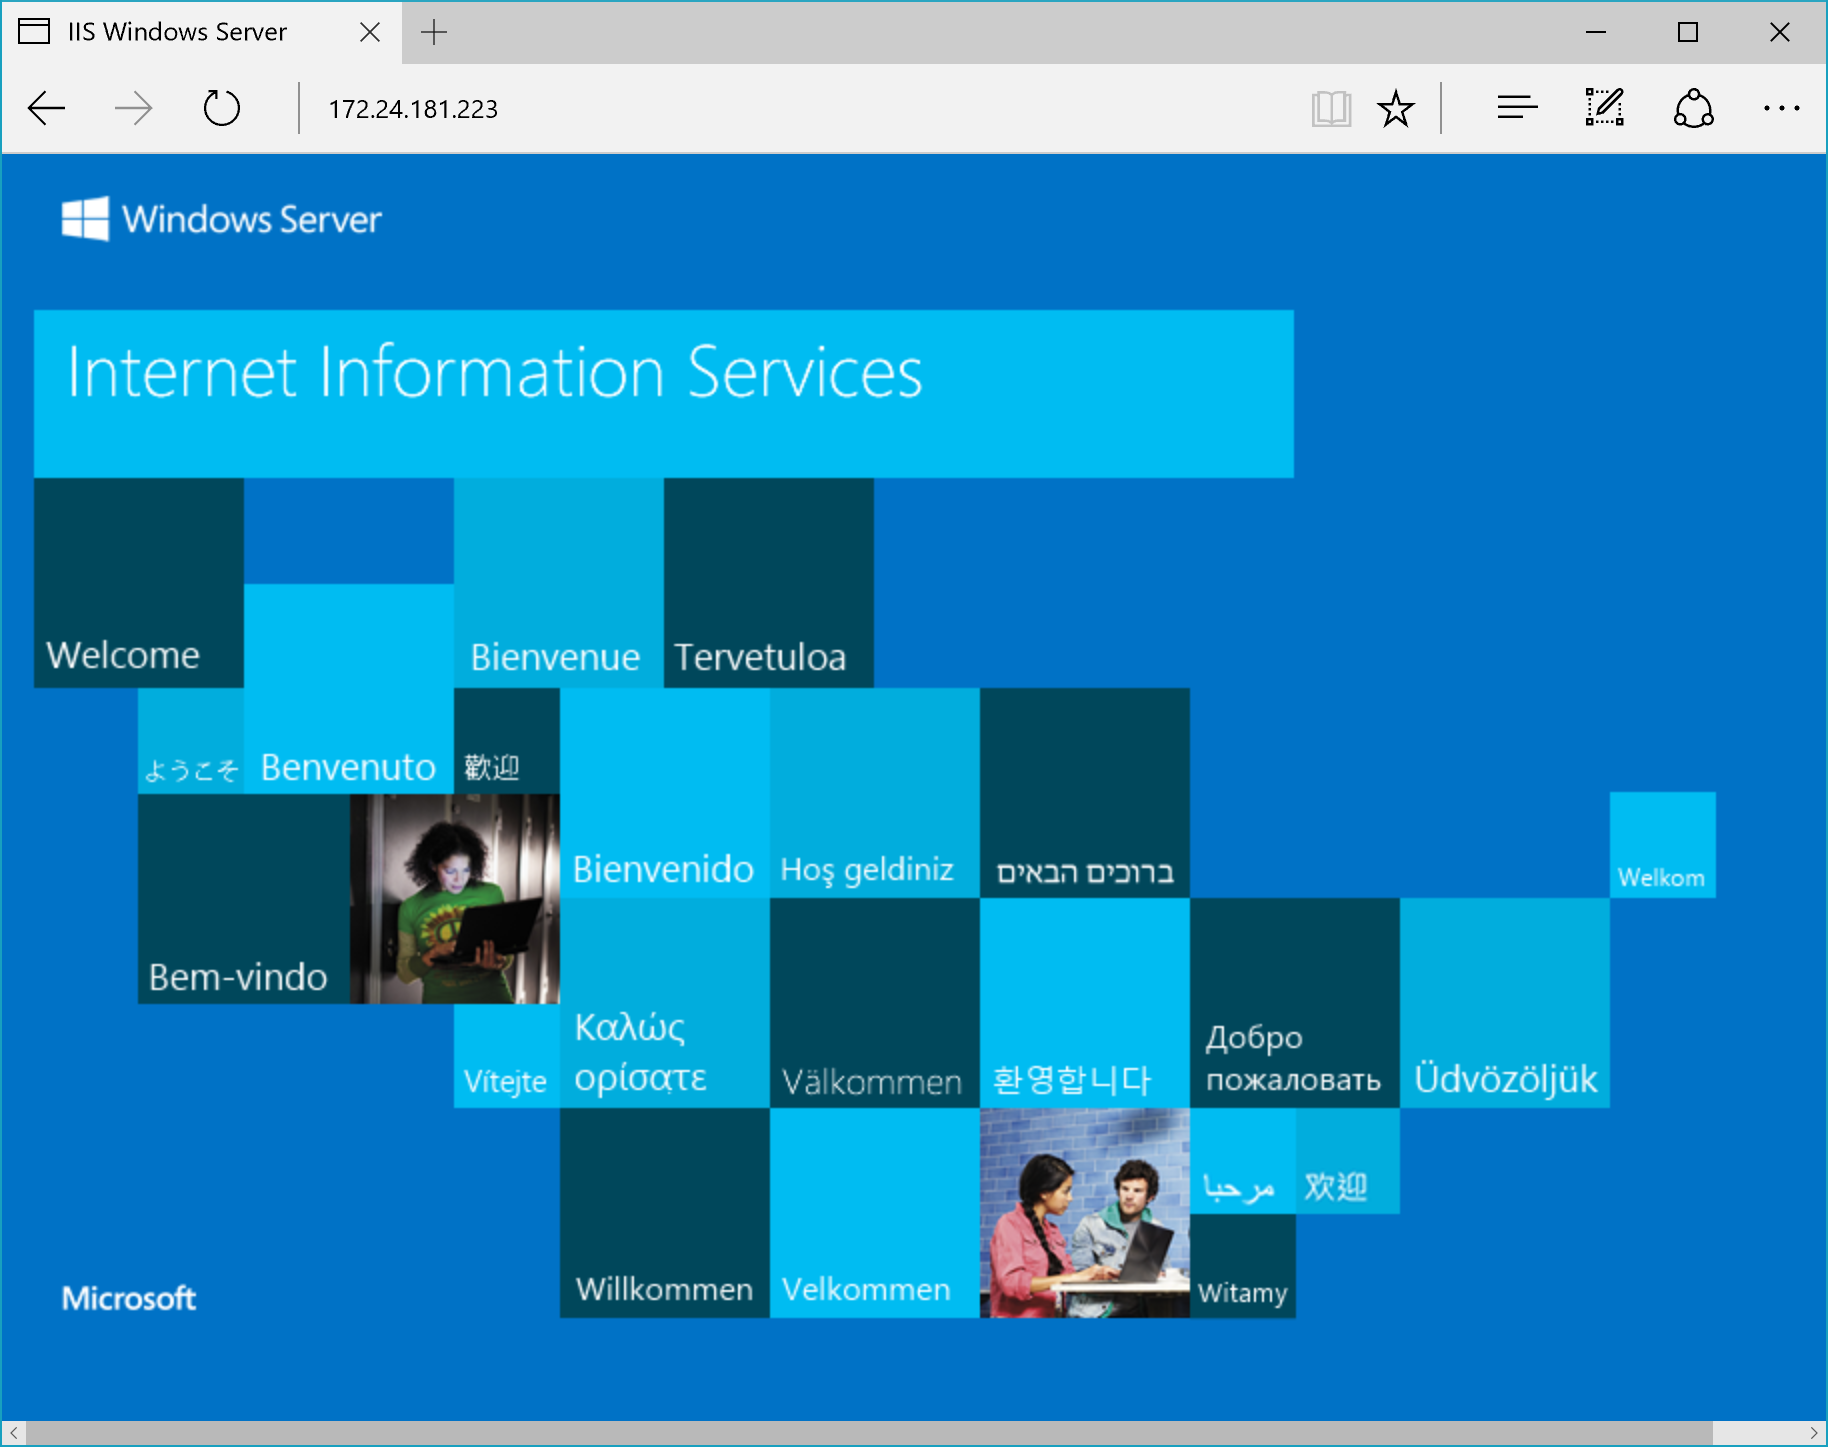 IIS Windows Server
172.24.181.223
Windows Server
Internet Information Services
Welcome
Bienvenue
Tervetuloa
ようこそ
Benvenuto
歡迎
Bienvenido
Hoş geldiniz
ברוכים הבאים
Welkom
Bem-vindo
Vítejte
Καλώς
ορίσατε
Välkommen
환영합니다
Добро
пожаловать
Üdvözöljük
Willkommen
Velkommen
مرحبا
欢迎
Witamy
Microsoft